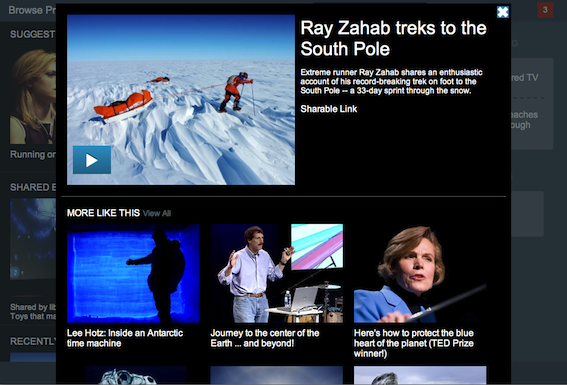 Browse Pr
3
SUGGEST
Running or
SHARED B
Shared by lib
Toys that ma
RECENTLY
Ray Zahab treks to the
South Pole
Extreme runner Ray Zahab shares an enthusiastic
account of his record-breaking trek on foot to the
South Pole -- a 33-day sprint through the snow.
Sharable Link
red TV
eaches
ough
MORE LIKE THIS View All
Lee Hotz: Inside an Antarctic
time machine
Journey to the center of the
Earth ... and beyond!
Here's how to protect the blue
heart of the planet (TED Prize
winner!)